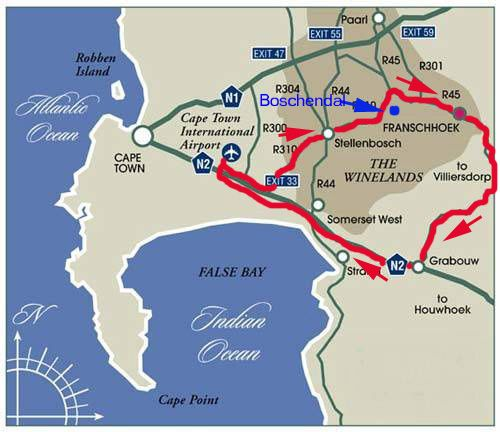 Paarl
EXIT 55
EXIT 59
EXIT 47
R45
R301
Robben
Island
R304
R44
R45
N1
Boschendal
Atlantic
Ocean
Cape Town
International
Airport
R300
R310
FRANSCHHOEK
Stellenbosch
CAPE
TOWN
N2
THE
WINELANDS
to
Villiersdorp
EXIT 33
R44
Somerset West
FALSE BAY
N2
Grabouw
to
Houwhoek
Indian
Ocean
N
Cape Point